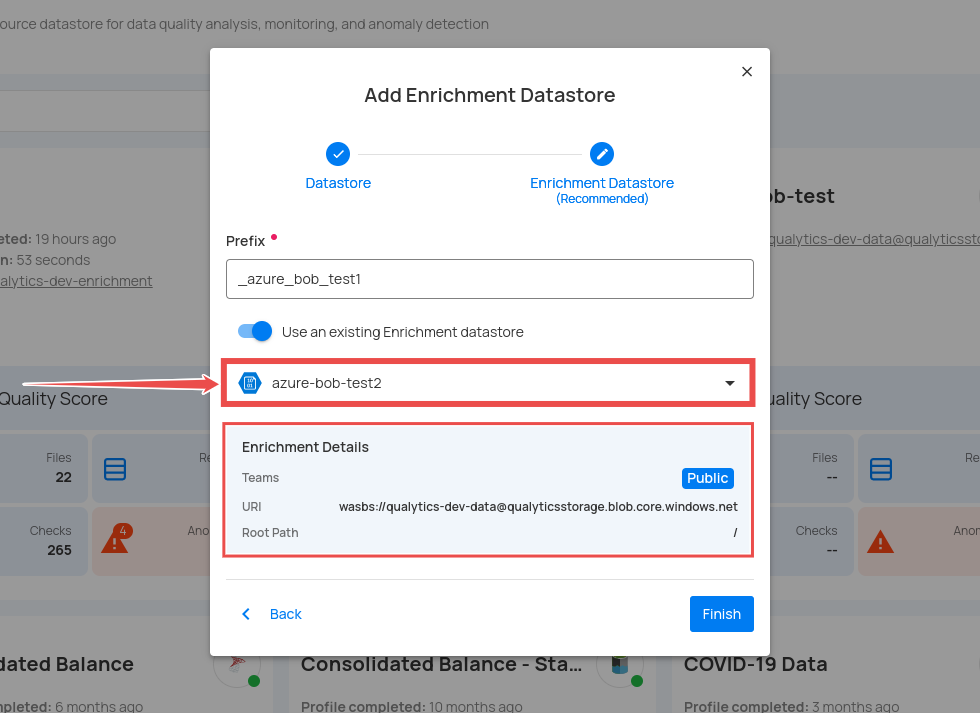 ource datastore for data quality analysis, monitoring, and anomaly detection
Add Enrichment Datastore
Datastore
Enrichment Datastore
(Recommended)
ob-test
eted: 19 hours ago
n: 53 seconds
alytics-dev-enrichment
qualytics-dev-data@qualyticssto
Prefix
_azure_bob_test1
Use an existing Enrichment datastore
azure-bob-test2
Quality Score
uality Score
Enrichment Details
Teams
Public
URI
wasbs://qualytics-dev-data@qualyticsstorage.blob.core.windows.net
Root Path
/
Files
22
Re
Files
--
Re
Checks
265
4
Ano
Checks
--
Anom
Back
Finish
dated Balance
Consolidated Balance - Sta...
COVID-19 Data
mpleted: 6 months ago
Profile completed: 10 months ago
Profile completed: 3 months ago